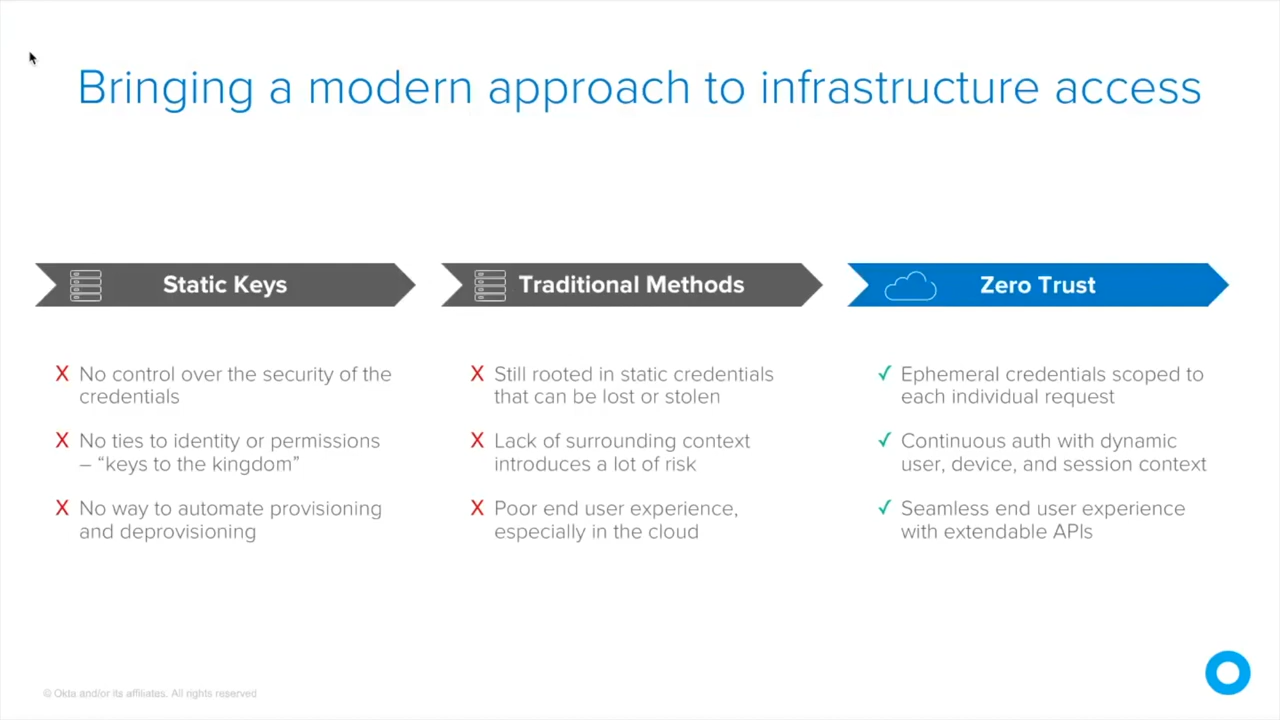 Bringing a modern approach to infrastructure access
Static Keys
X No control over the security of the
credentials
X No ties to identity or permissions
– “keys to the kingdom”
X No way to automate provisioning
and deprovisioning
Traditional Methods
X Still rooted in static credentials
that can be lost or stolen
X Lack of surrounding context
introduces a lot of risk
X Poor end user experience,
especially in the cloud
Zero Trust
✓ Ephemeral credentials scoped to
each individual request
✓ Continuous auth with dynamic
user, device, and session context
✓ Seamless end user experience
with extendable APIs
© Okta and/or its affiliates. All rights reserved